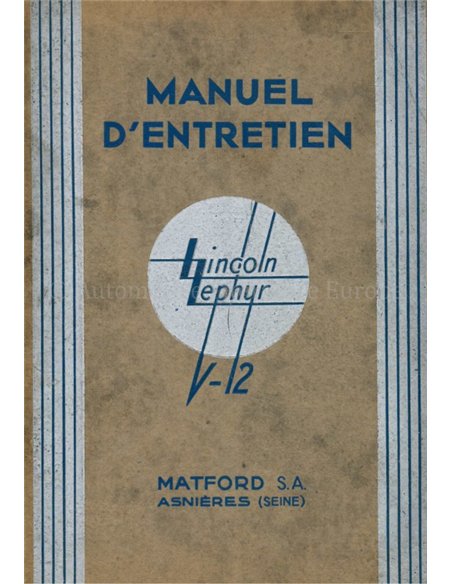 MANUEL
D'ENTRETIEN
Lincoln
Zephyr
V-12
MATFORD S.A.
ASNIÈRES (SEINE)